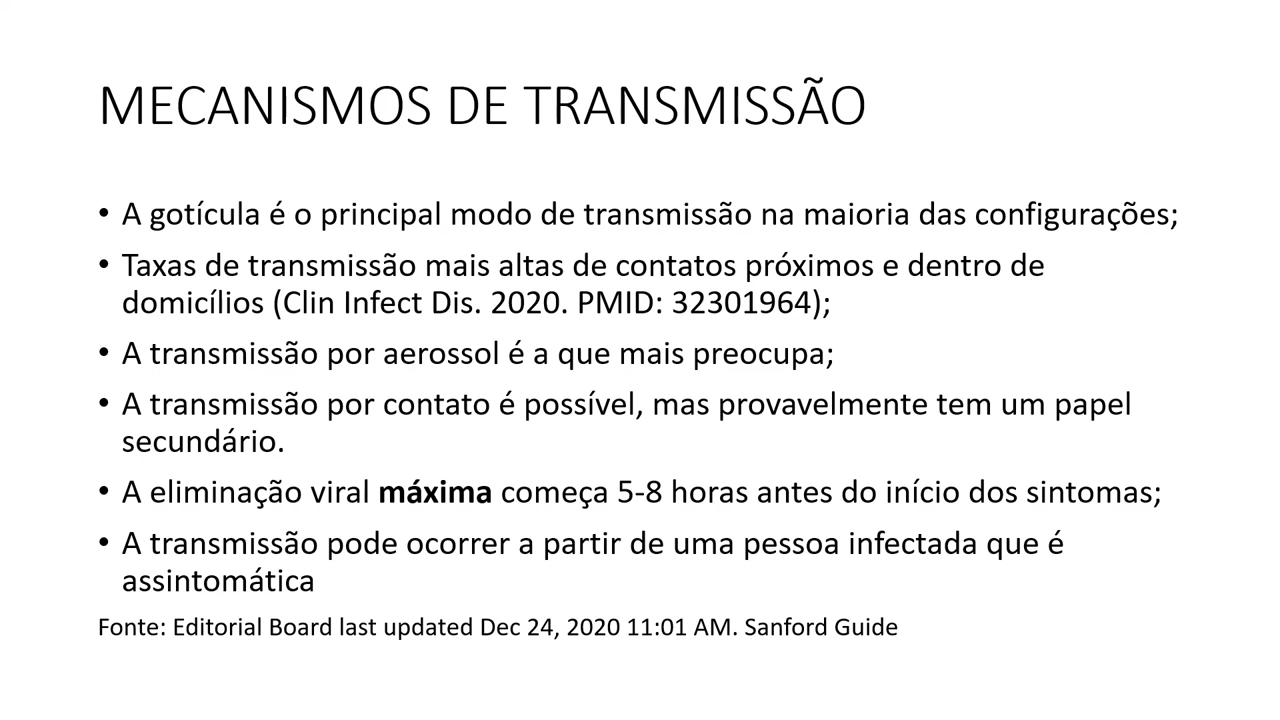 MECANISMOS DE TRANSMISSÃO
• A gotícula é o principal modo de transmissão na maioria das configurações;
• Taxas de transmissão mais altas de contatos próximos e dentro de
domicílios (Clin Infect Dis. 2020. PMID: 32301964);
• A transmissão por aerossol é a que mais preocupa;
• A transmissão por contato é possível, mas provavelmente tem um papel
secundário.
• A eliminação viral máxima começa 5-8 horas antes do início dos sintomas;
• A transmissão pode ocorrer a partir de uma pessoa infectada que é
assintomática
Fonte: Editorial Board last updated Dec 24, 2020 11:01 AM. Sanford Guide